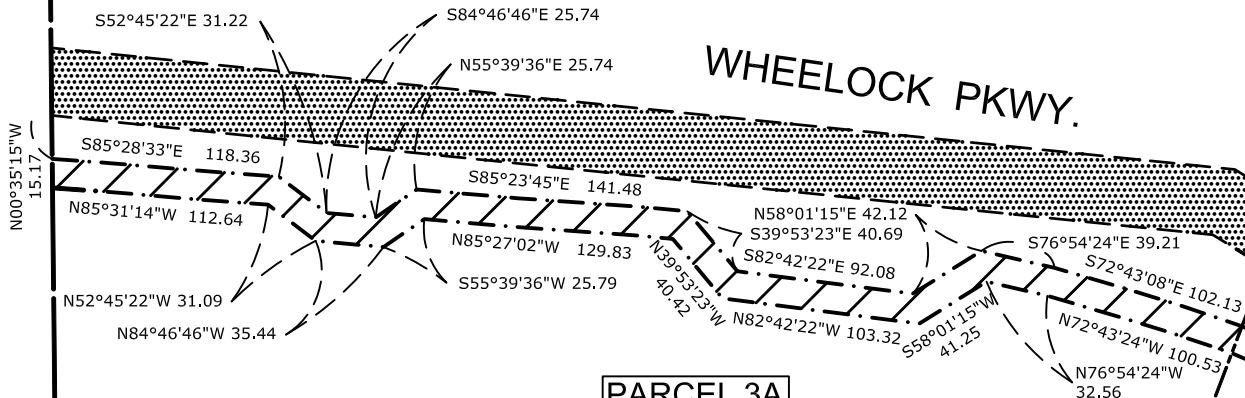 S52°45'22"E 31.22
S84°46'46"E 25.74
N55°39'36"E 25.74
WHEELOCK PKWY.
N00°35'15"W
15.17
S85°28'33"E 118.36
S85°23'45"E 141.48
N85°31'14"W 112.64
N58°01'15"E 42.12
S39°53'23"E 40.69
S76°54'24"E 39.21
N85°27'02"W 129.83
S82°42'22"E 92.08
S72°43'08"E 102.13
N39°53'23"W
40.42
N52°45'22"W 31.09
S55°39'36"W 25.79
N84°46'46"W 35.44
N82°42'22"W 103.32
S58°01'15"W
41.25
N72°43'24"W 100.53
N76°54'24"W
32.56
PARCEL 3A